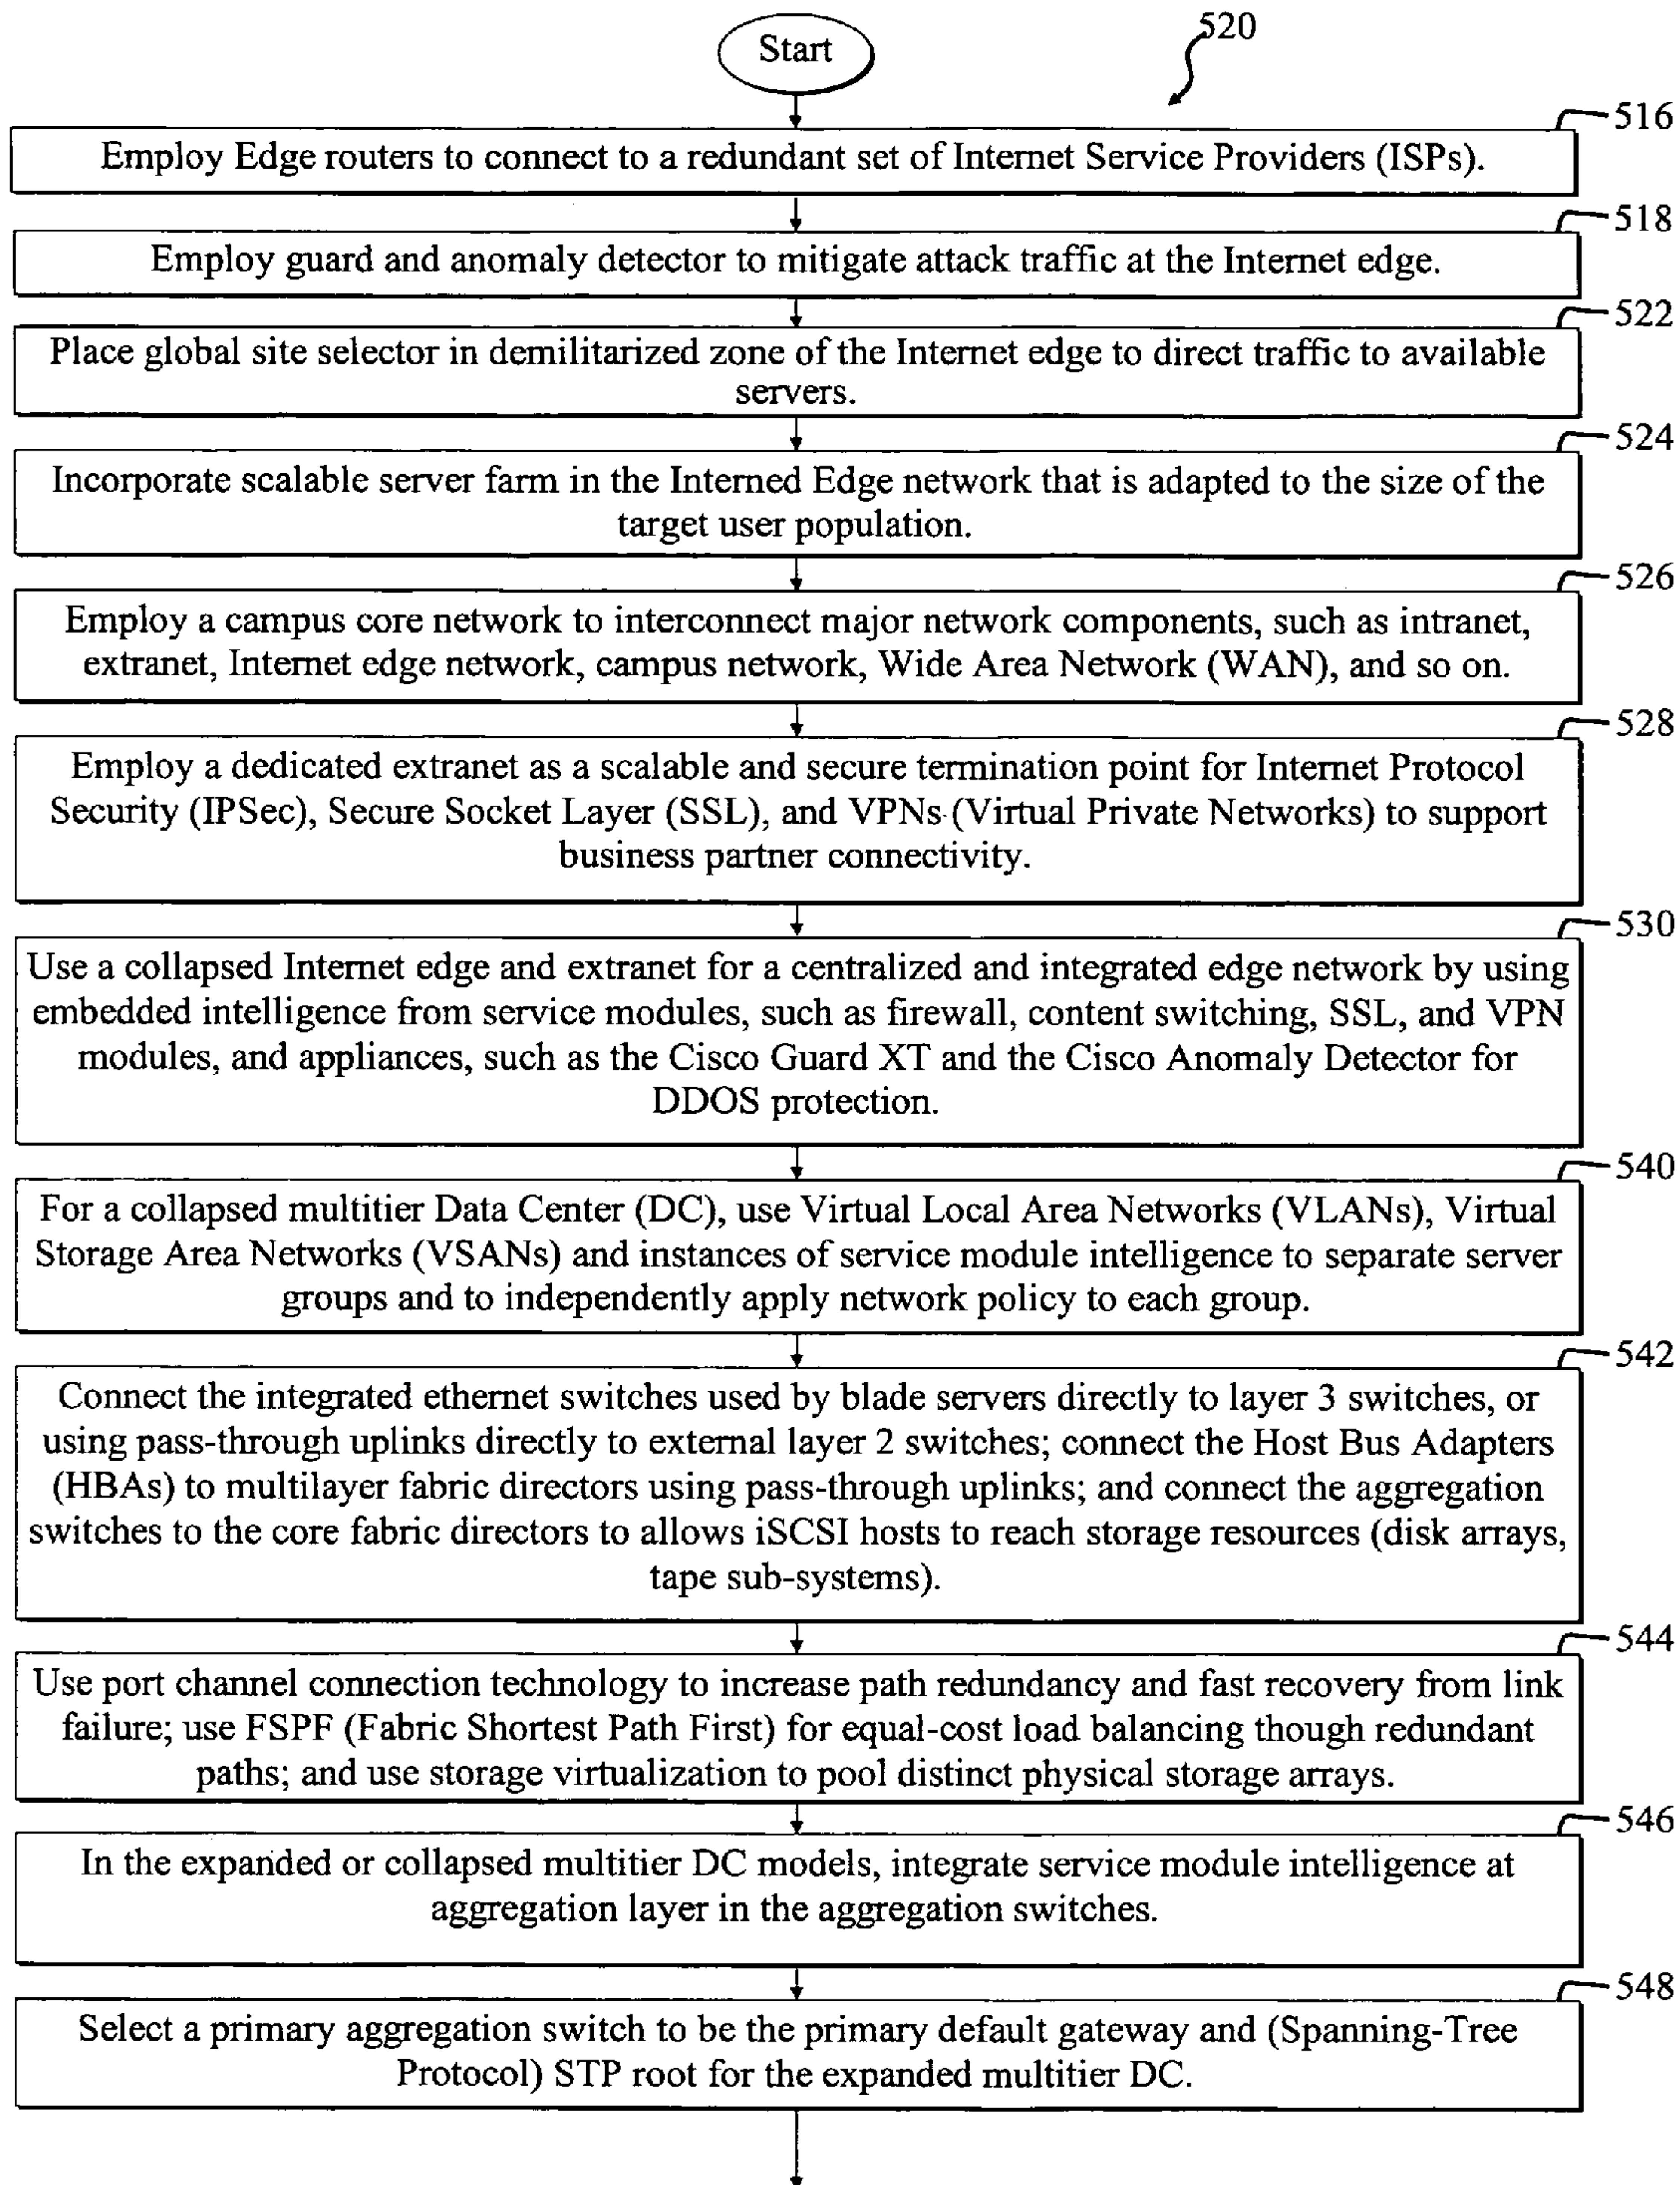 Start
520
516
Employ Edge routers to connect to a redundant set of Internet Service Providers (ISPs).
518
Employ guard and anomaly detector to mitigate attack traffic at the Internet edge.
522
Place global site selector in demilitarized zone of the Internet edge to direct traffic to available
servers.
524
Incorporate scalable server farm in the Interned Edge network that is adapted to the size of the
target user population.
526
Employ a campus core network to interconnect major network components, such as intranet,
extranet, Internet edge network, campus network, Wide Area Network (WAN), and so on.
528
Employ a dedicated extranet as a scalable and secure termination point for Internet Protocol
Security (IPSec), Secure Socket Layer (SSL), and VPNs (Virtual Private Networks) to support
business partner connectivity.
530
Use a collapsed Internet edge and extranet for a centralized and integrated edge network by using
embedded intelligence from service modules, such as firewall, content switching, SSL, and VPN
modules, and appliances, such as the Cisco Guard XT and the Cisco Anomaly Detector for
DDOS protection.
540
For a collapsed multitier Data Center (DC), use Virtual Local Area Networks (VLANs), Virtual
Storage Area Networks (VSANs) and instances of service module intelligence to separate server
groups and to independently apply network policy to each group.
542
Connect the integrated ethernet switches used by blade servers directly to layer 3 switches, or
using pass-through uplinks directly to external layer 2 switches; connect the Host Bus Adapters
(HBAs) to multilayer fabric directors using pass-through uplinks; and connect the aggregation
switches to the core fabric directors to allows iSCSI hosts to reach storage resources (disk arrays,
tape sub-systems).
544
Use port channel connection technology to increase path redundancy and fast recovery from link
failure; use FSPF (Fabric Shortest Path First) for equal-cost load balancing though redundant
paths; and use storage virtualization to pool distinct physical storage arrays.
546
In the expanded or collapsed multitier DC models, integrate service module intelligence at
aggregation layer in the aggregation switches.
548
Select a primary aggregation switch to be the primary default gateway and (Spanning-Tree
Protocol) STP root for the expanded multitier DC.